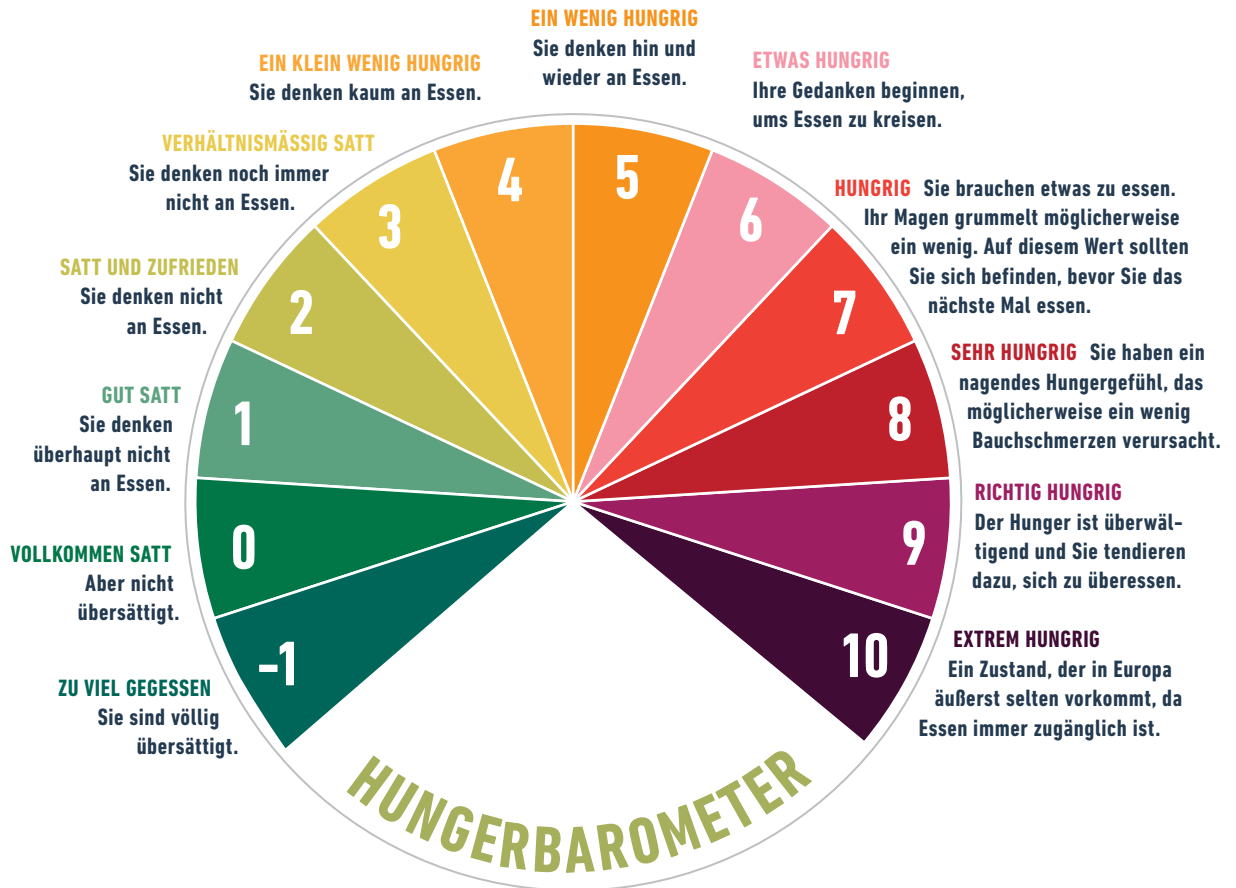 EIN WENIG HUNGRIG
Sie denken hin und
wieder an Essen.
EIN KLEIN WENIG HUNGRIG
Sie denken kaum an Essen.
ETWAS HUNGRIG
Ihre Gedanken beginnen,
ums Essen zu kreisen.
VERHÄLTNISMÄSSIG SATT
Sie denken noch immer
nicht an Essen.
HUNGRIG Sie brauchen etwas zu essen.
Ihr Magen grummelt möglicherweise
ein wenig. Auf diesem Wert sollten
Sie sich befinden, bevor Sie das
nächste Mal essen.
SATT UND ZUFRIEDEN
Sie denken nicht
an Essen.
SEHR HUNGRIG Sie haben ein
nagendes Hungergefühl, das
möglicherweise ein wenig
Bauchschmerzen verursacht.
GUT SATT
Sie denken
überhaupt nicht
an Essen.
RICHTIG HUNGRIG
Der Hunger ist überwäl-
tigend und Sie tendieren
dazu, sich zu überessen.
VOLLKOMMEN SATT
Aber nicht
übersättigt.
EXTREM HUNGRIG
Ein Zustand, der in Europa
äußerst selten vorkommt, da
Essen immer zugänglich ist.
ZU VIEL GEGESSEN
Sie sind völlig
übersättigt.
-1
0
1
2
3
4
5
6
7
8
9
10
HUNGERBAROMETER